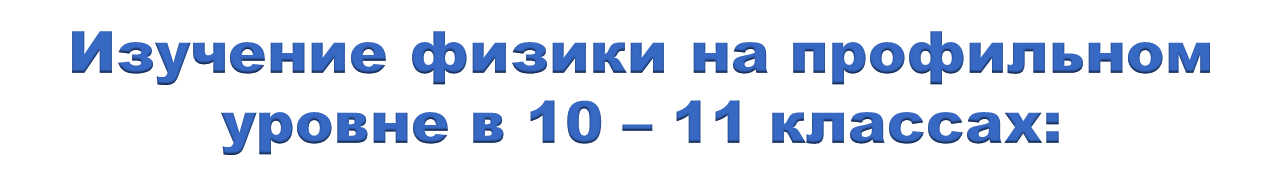 Изучение физики на профильном
уровне в 10 – 11 классах: